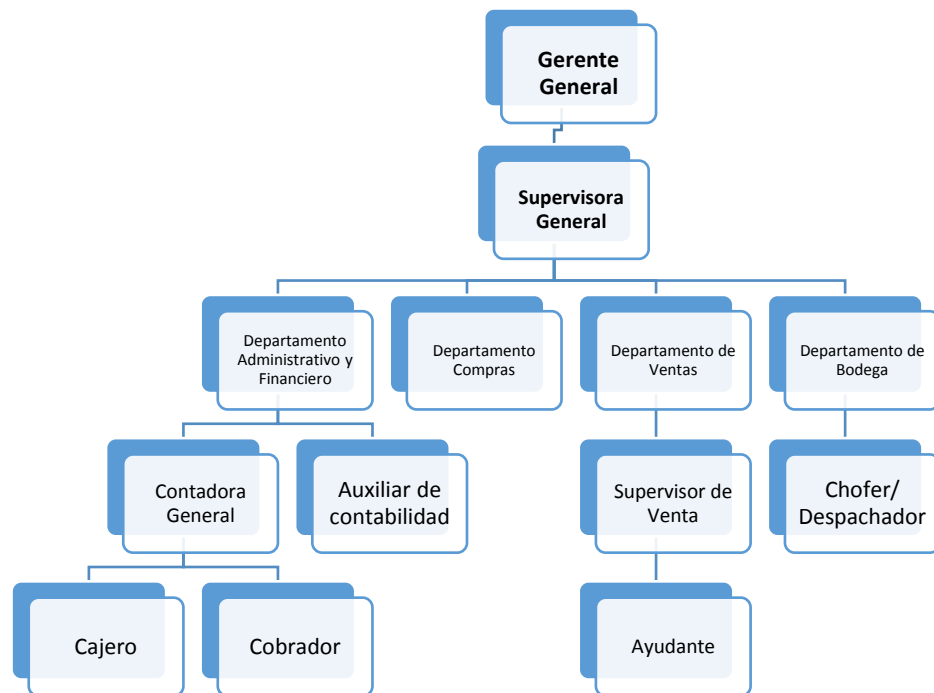 Gerente
General
Supervisora
General
Departamento
Administrativo y
Financiero
Departamento
Compras
Departamento de
Ventas
Departamento de
Bodega
Contadora
General
Auxiliar de
contabilidad
Supervisor de
Venta
Chofer/
Despachador
Cajero
Cobrador
Ayudante